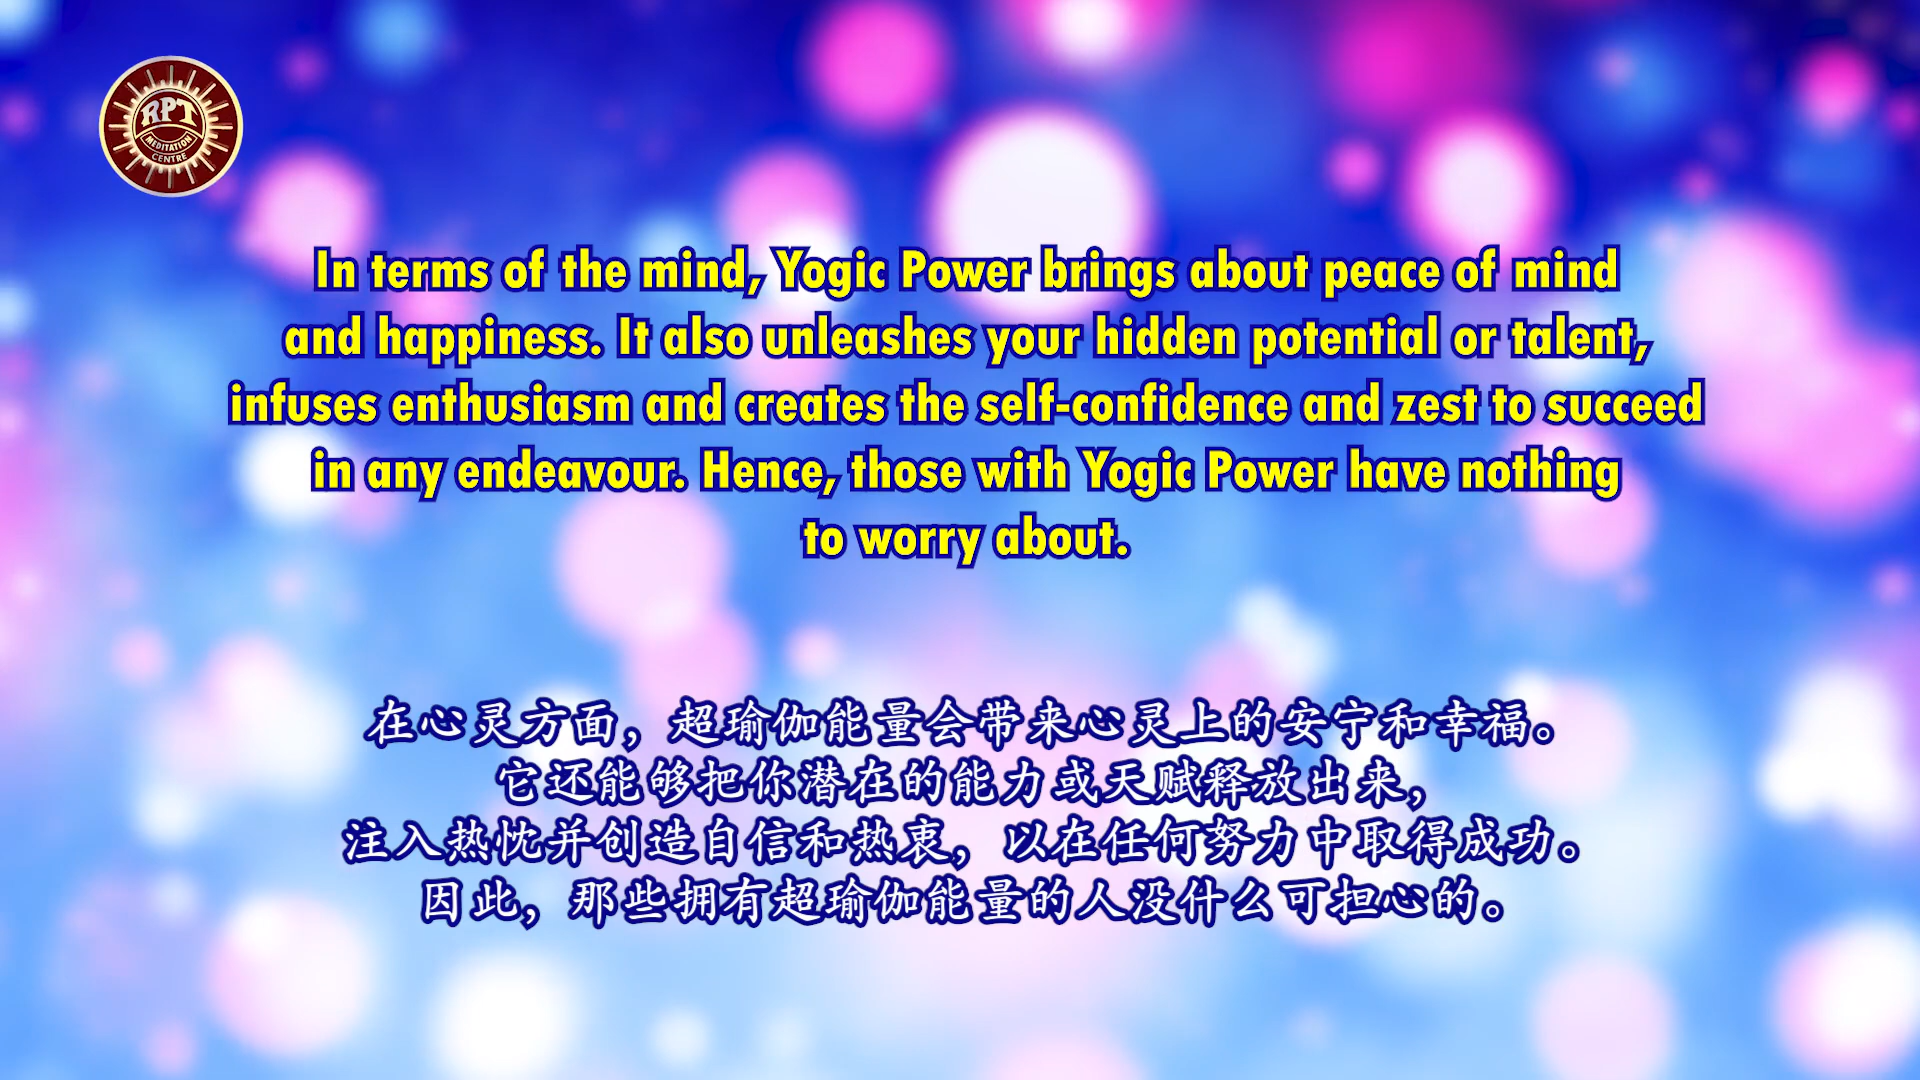 RPT
MEDITATION
CENTRE
In terms of the mind, Yogic Power brings about peace of mind
and happiness. It also unleashes your hidden potential or talent,
infuses enthusiasm and creates the self-confidence and zest to succeed
in any endeavour. Hence, those with Yogic Power have nothing
to worry about.
在心灵方面，超瑜伽能量会带来心灵上的安宁和幸福。
它还能够把你潜在的能力或天赋释放出来，
注入热忱并创造自信和热衷，以在任何努力中取得成功。
因此，那些拥有超瑜伽能量的人没什么可担心的。